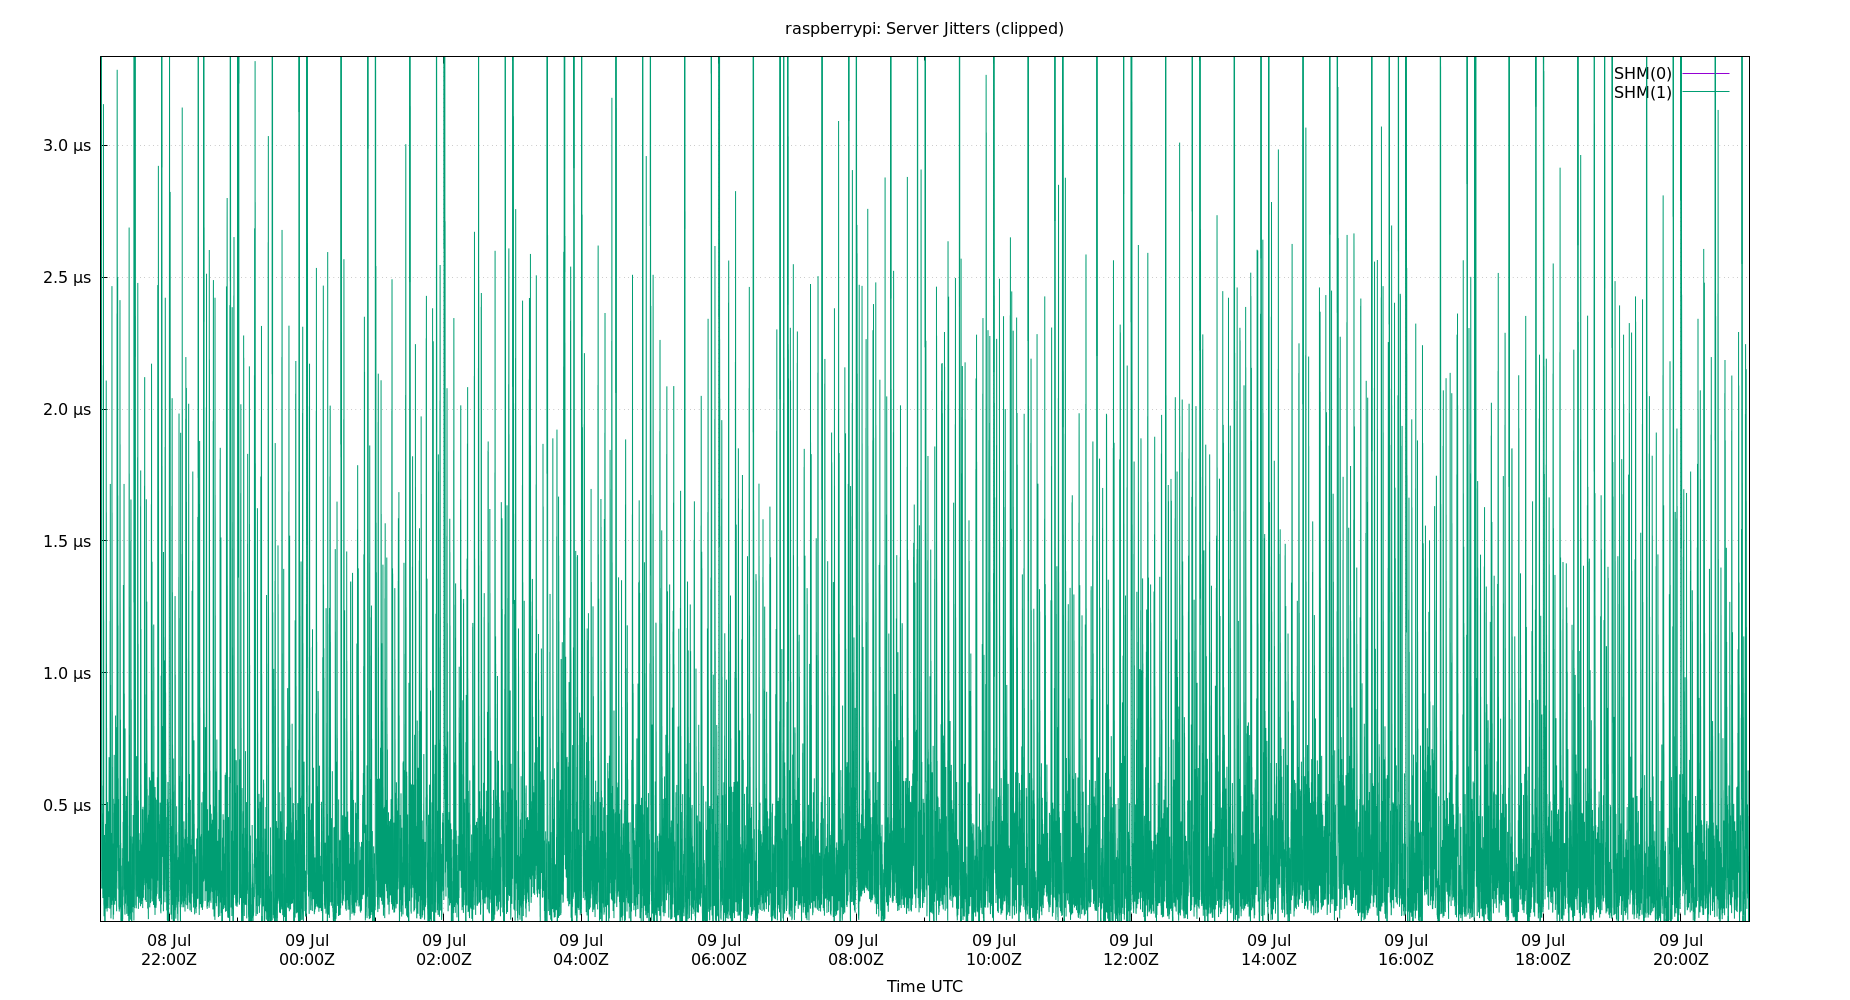 raspberrypi: Server Jitters (clipped)
SHM(0)
SHM(1)
3.0 µs
2.5 µs
2.0 µs
1.5 µs
1.0 µs
0.5 µs
08 Jul 09 Jul 09 Jul 09 Jul 09 Jul 09 Jul 09 Jul 09 Jul 09 Jul 09 Jul 09 Jul 09 Jul
22:00Z 00:00Z 02:00Z 04:00Z 06:00Z 08:00Z 10:00Z 12:00Z 14:00Z 16:00Z 18:00Z 20:00Z
Time UTC